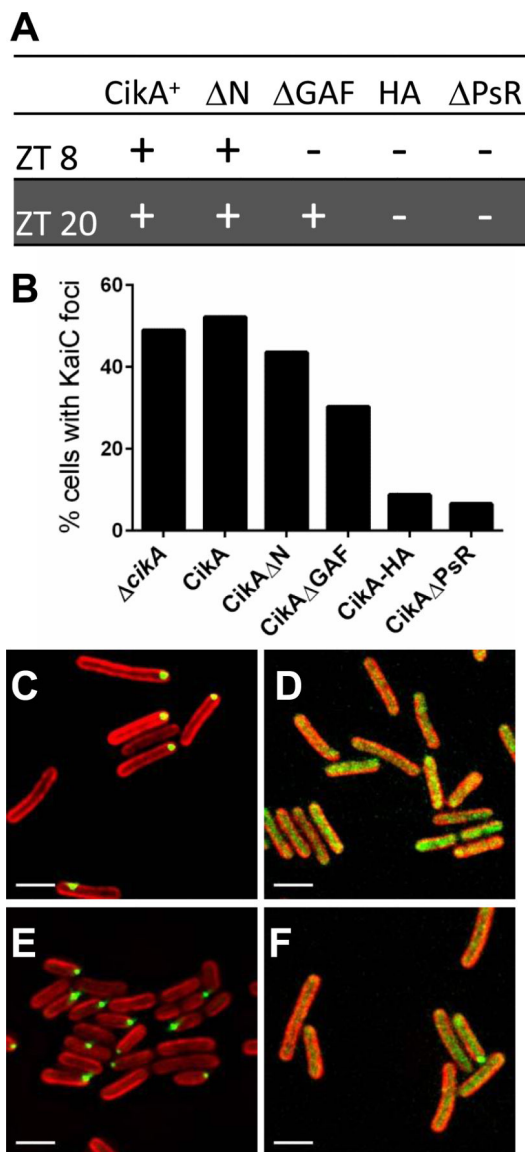 A
CikA⁺ ΔN ΔGAF HA ΔPsR
ZT 8 + + - - -
ZT 20 + + + - -
B
% cells with KaiC foci
60
40
20
0
ΔcikA CikA CikAΔN CikAΔGAF CikA-HA CikAΔPsR
C D
E F